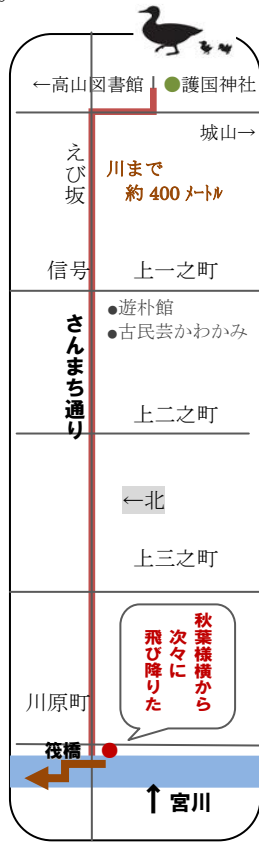 ←高山図書館
●護国神社
城山→
えび坂
川まで
約 400 メートル
信号
上一之町
●遊朴館
●古民芸かわかみ
さんまち通り
上二之町
←北
上三之町
秋葉様横から
次々に
飛び降りた
川原町
筏橋
↑ 宮川